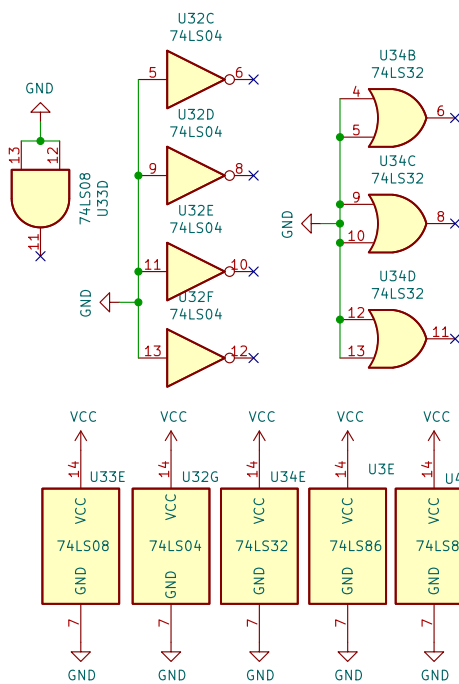 GND
13
12
11
74LS08
U33D
U32C
74LS04
5
6
U32D
74LS04
9
8
U32E
74LS04
11
10
GND
U32F
74LS04
13
12
U34B
74LS32
4
5
6
U34C
74LS32
9
10
8
GND
U34D
74LS32
12
13
11
VCC
VCC
VCC
VCC
VCC
14
14
14
14
14
U33E
U32G
U34E
U3E
U4
VCC
VCC
VCC
VCC
VCC
74LS08
74LS04
74LS32
74LS86
74LS8
GND
GND
GND
GND
GND
7
7
7
7
7
GND
GND
GND
GND
GND